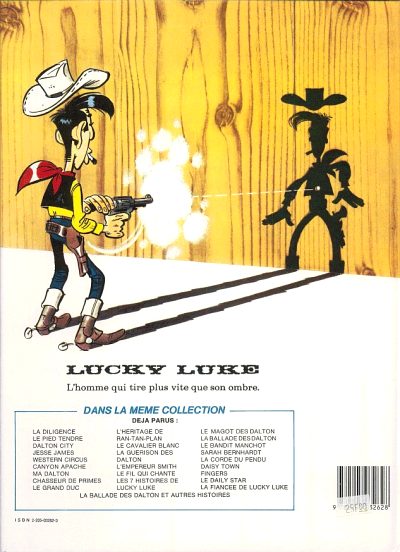 LUCKY LUKE
L'homme qui tire plus vite que son ombre.
DANS LA MEME COLLECTION
DEJA PARUS :
LA DILIGENCE
LE PIED TENDRE
DALTON CITY
JESSE JAMES
WESTERN CIRCUS
CANYON APACHE
MA DALTON
CHASSEUR DE PRIMES
LE GRAND DUC
L'HERITAGE DE
RAN-TAN-PLAN
LE CAVALIER BLANC
LA GUERISON DES
DALTON
L'EMPEREUR SMITH
LE FIL QUI CHANTE
LES 7 HISTOIRES DE
LUCKY LUKE
LE MAGOT DES DALTON
LA BALLADE DES DALTON
LE BANDIT MANCHOT
SARAH BERNHARDT
LA CORDE DU PENDU
DAISY TOWN
FINGERS
LE DAILY STAR
LA FIANCEE DE LUCKY LUKE
LA BALLADE DES DALTON ET AUTRES HISTOIRES
ISBN
9